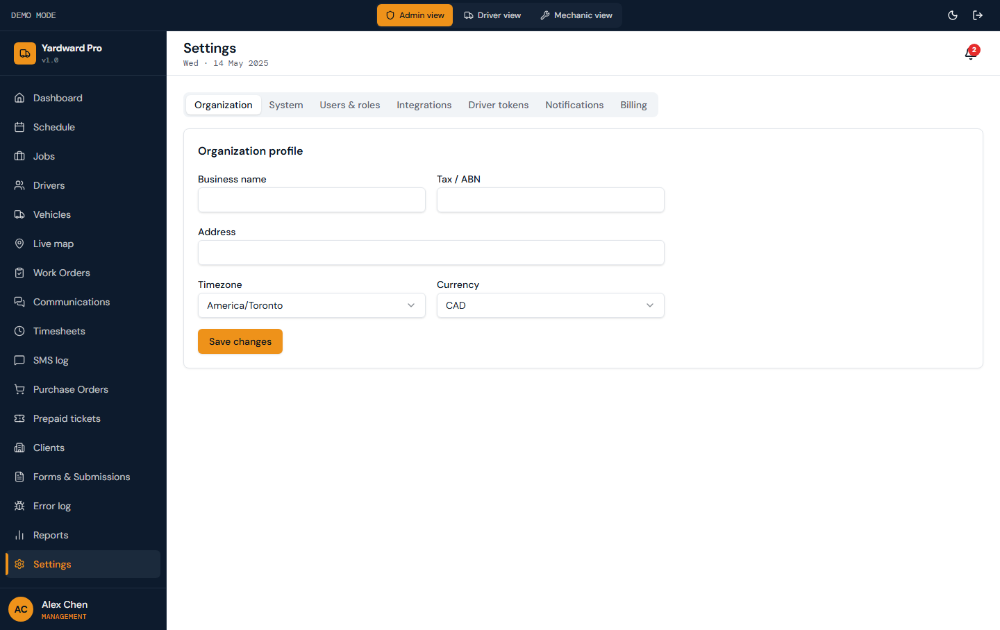 DEMO MODE
Admin view
Driver view
Mechanic view
Yardward Pro
v1.0
Dashboard
Schedule
Jobs
Drivers
Vehicles
Live map
Work Orders
Communications
Timesheets
SMS log
Purchase Orders
Prepaid tickets
Clients
Forms & Submissions
Error log
Reports
Settings
AC
Alex Chen
MANAGEMENT
Settings
Wed · 14 May 2025
2
Organization
System
Users & roles
Integrations
Driver tokens
Notifications
Billing
Organization profile
Business name
Tax / ABN
Address
Timezone
Currency
America/Toronto
CAD
Save changes